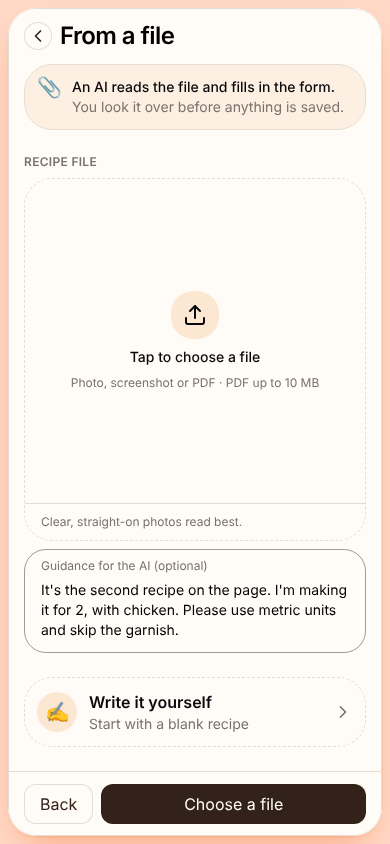 From a file
An AI reads the file and fills in the form.
You look it over before anything is saved.
RECIPE FILE
Tap to choose a file
Photo, screenshot or PDF · PDF up to 10 MB
Clear, straight-on photos read best.
Guidance for the AI (optional)
It's the second recipe on the page. I'm making
it for 2, with chicken. Please use metric units
and skip the garnish.
Write it yourself
Start with a blank recipe
Back
Choose a file